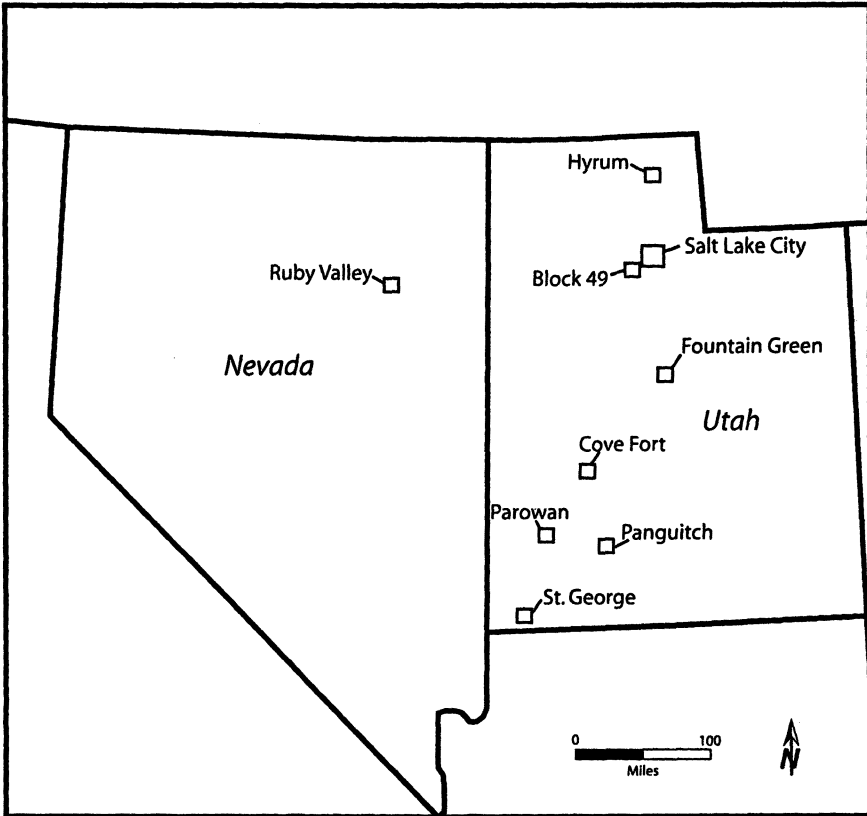 Hyrum
Salt Lake City
Block 49
Ruby Valley
Fountain Green
Nevada
Utah
Cove Fort
Parowan
Panguitch
St. George
0 100
Miles
N